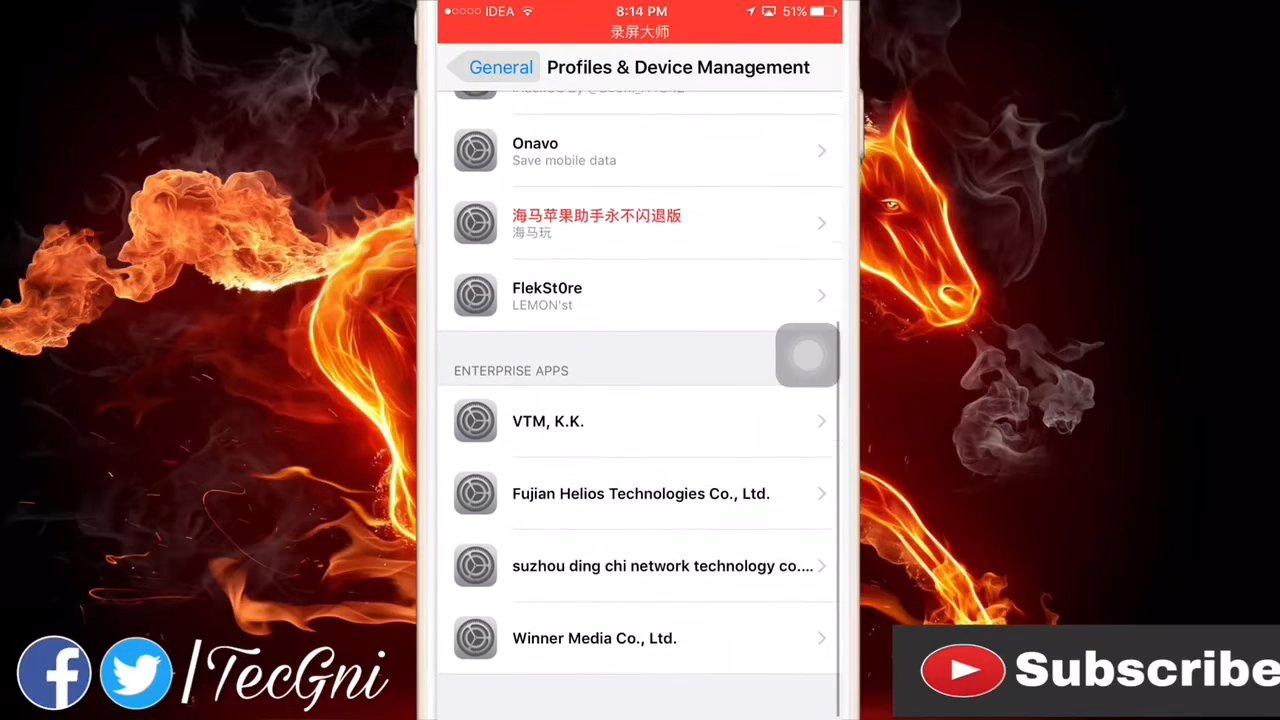 IDEA 8:14 PM 51%
录屏大师
General Profiles & Device Management
Onavo
Save mobile data
海马苹果助手永不闪退版
海马玩
FlekSt0re
LEMON'st
ENTERPRISE APPS
VTM, K.K.
Fujian Helios Technologies Co., Ltd.
suzhou ding chi network technology co....
Winner Media Co., Ltd.
/TecGni
Subscribe